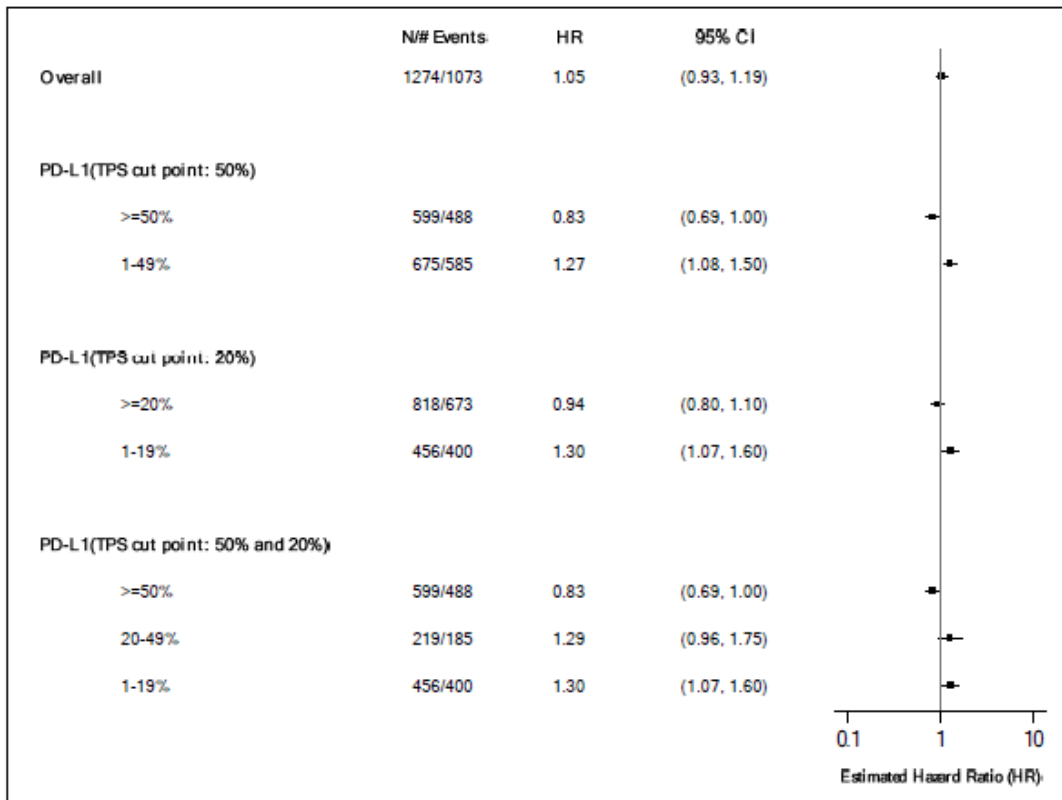 N/# Events HR 95% CI
Overall 1274/1073 1.05 (0.93, 1.19)
PD-L1(TPS cut point: 50%)
>=50% 599/488 0.83 (0.69, 1.00)
1-49% 675/585 1.27 (1.08, 1.50)
PD-L1(TPS cut point: 20%)
>=20% 818/673 0.94 (0.80, 1.10)
1-19% 456/400 1.30 (1.07, 1.60)
PD-L1(TPS cut point: 50% and 20%)
>=50% 599/488 0.83 (0.69, 1.00)
20-49% 219/185 1.29 (0.96, 1.75)
1-19% 456/400 1.30 (1.07, 1.60)
0.1 1 10
Estimated Hazard Ratio (HR)